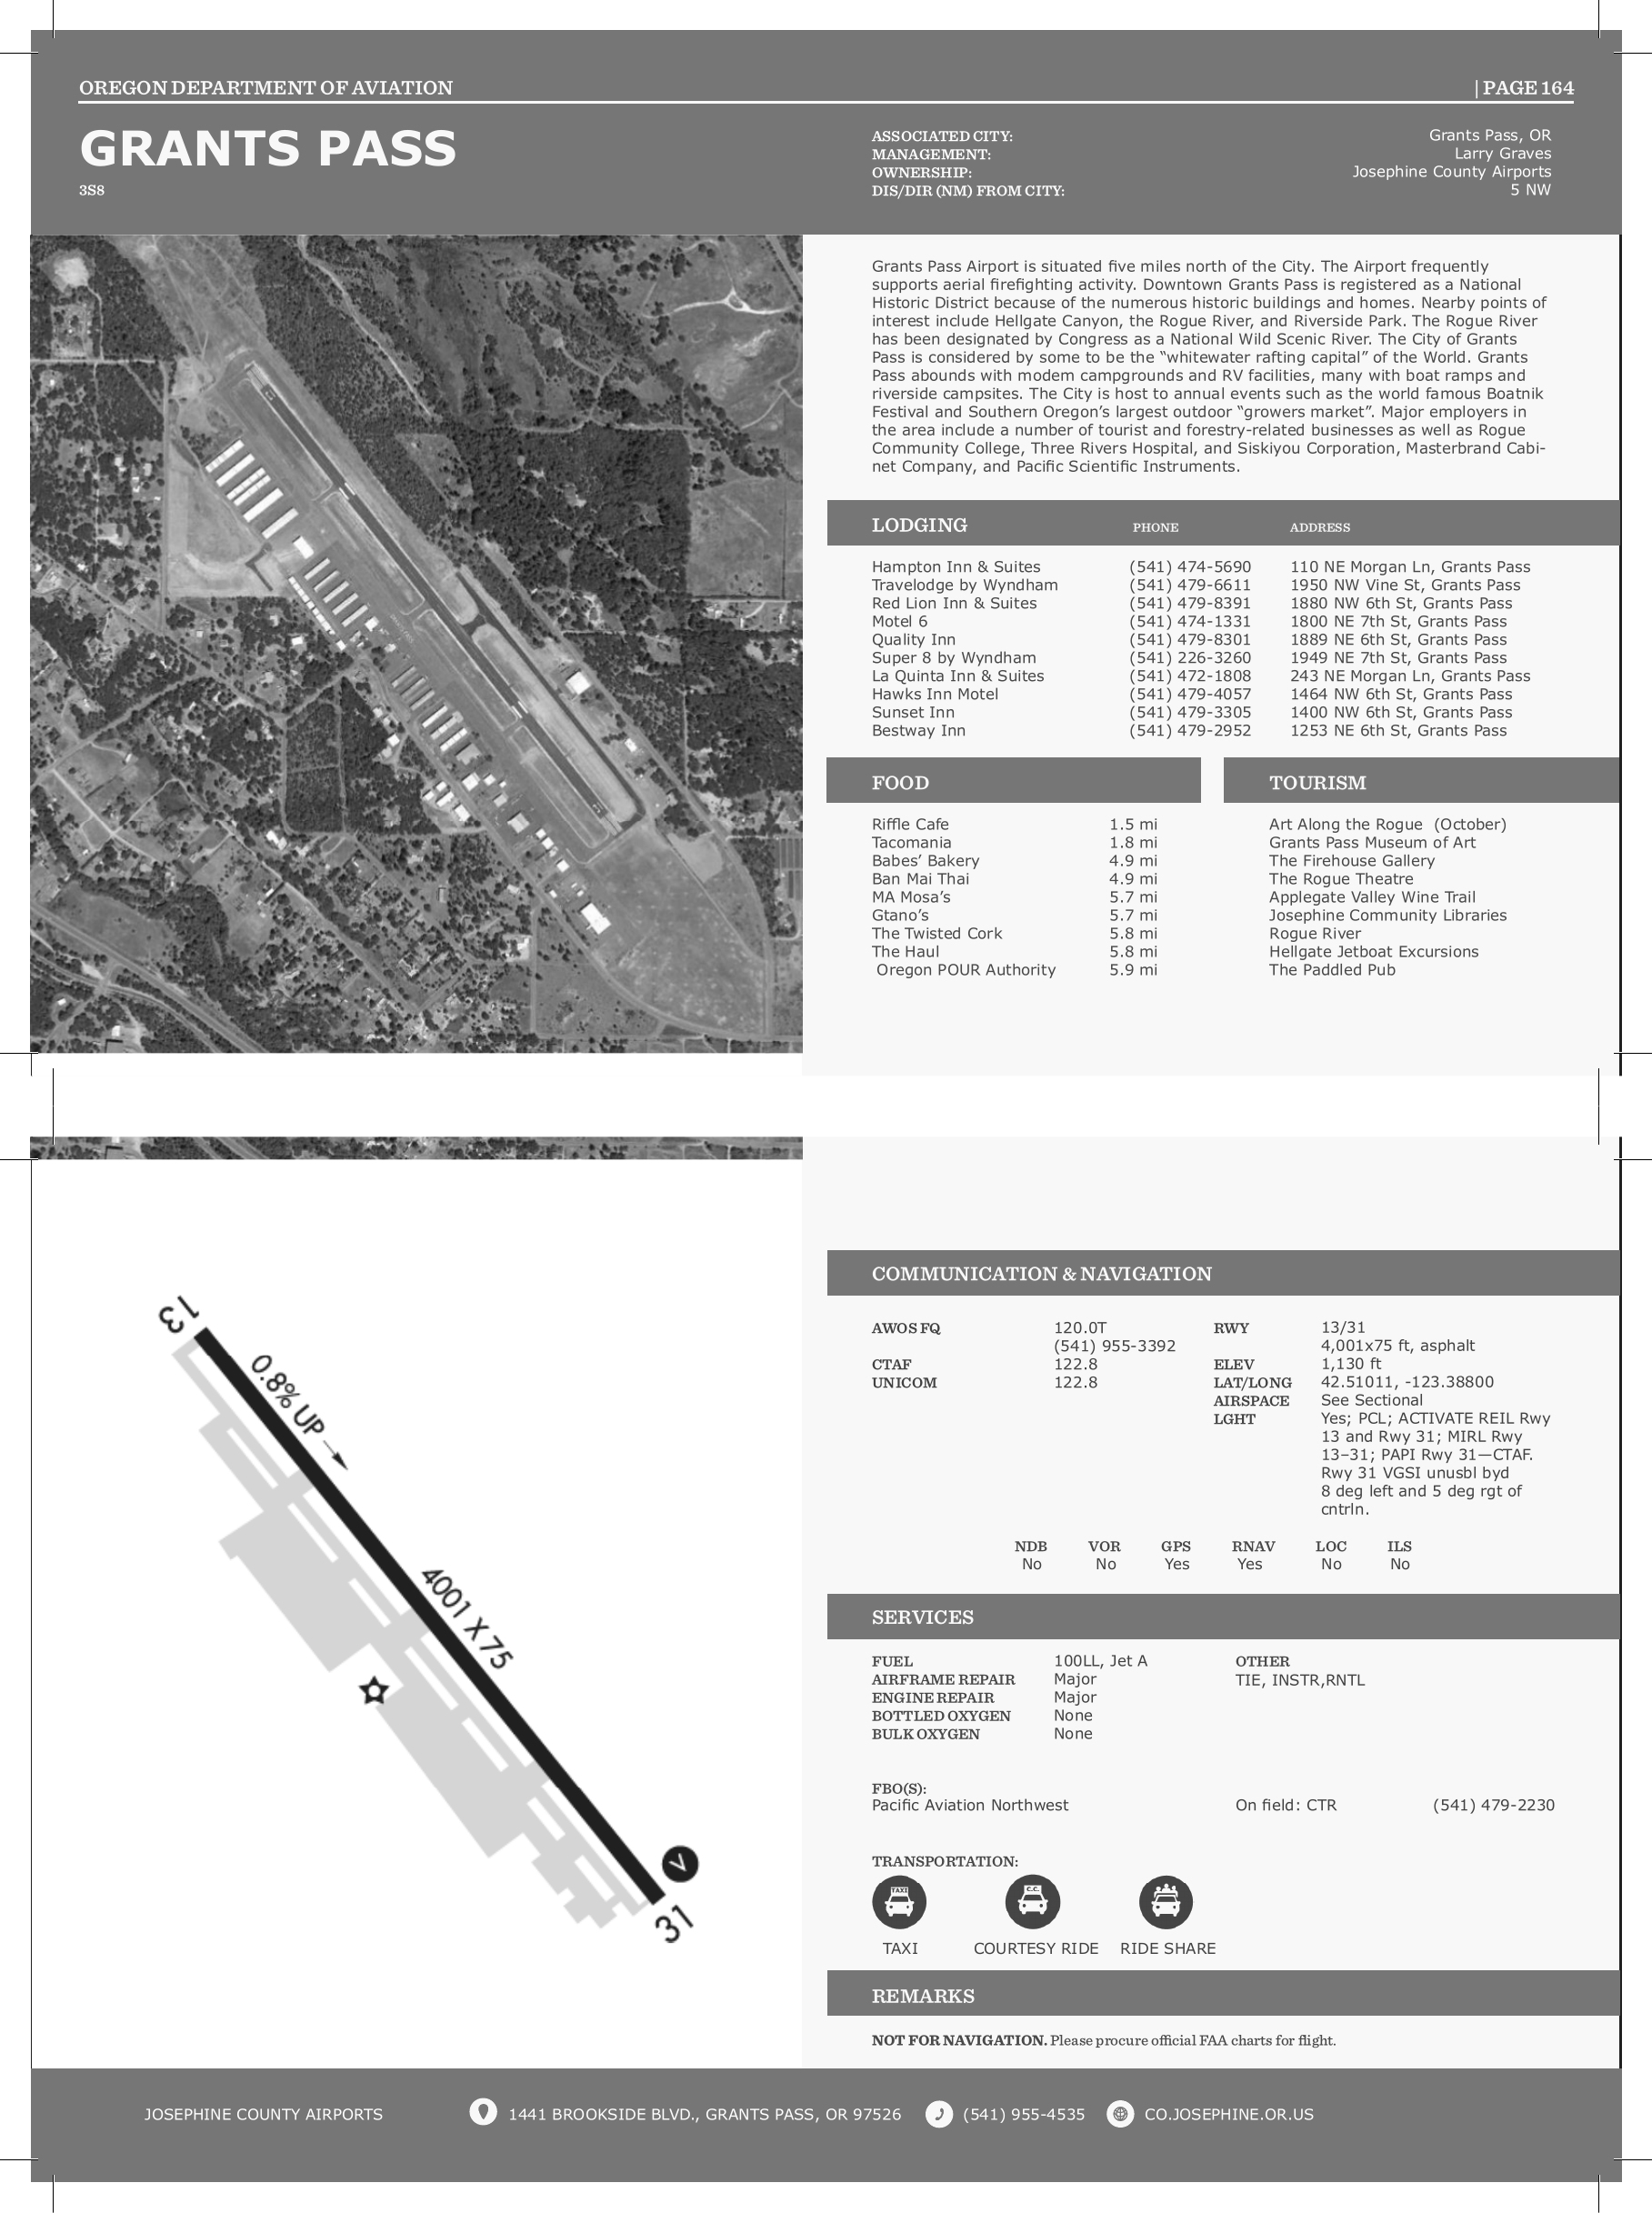 OREGON DEPARTMENT OF AVIATION
| PAGE 164
GRANTS PASS
3S8
ASSOCIATED CITY: Grants Pass, OR
MANAGEMENT: Larry Graves
OWNERSHIP: Josephine County Airports
DIS/DIR (NM) FROM CITY: 5 NW
Grants Pass Airport is situated five miles north of the City. The Airport frequently
supports aerial firefighting activity. Downtown Grants Pass is registered as a National
Historic District because of the numerous historic buildings and homes. Nearby points of
interest include Hellgate Canyon, the Rogue River, and Riverside Park. The Rogue River
has been designated by Congress as a National Wild Scenic River. The City of Grants
Pass is considered by some to be the “whitewater rafting capital” of the World. Grants
Pass abounds with modem campgrounds and RV facilities, many with boat ramps and
riverside campsites. The City is host to annual events such as the world famous Boatnik
Festival and Southern Oregon’s largest outdoor “growers market”. Major employers in
the area include a number of tourist and forestry-related businesses as well as Rogue
Community College, Three Rivers Hospital, and Siskiyou Corporation, Masterbrand Cabi-
net Company, and Pacific Scientific Instruments.
LODGING PHONE ADDRESS
Hampton Inn & Suites (541) 474-5690 110 NE Morgan Ln, Grants Pass
Travelodge by Wyndham (541) 479-6611 1950 NW Vine St, Grants Pass
Red Lion Inn & Suites (541) 479-8391 1880 NW 6th St, Grants Pass
Motel 6 (541) 474-1331 1800 NE 7th St, Grants Pass
Quality Inn (541) 479-8301 1889 NE 6th St, Grants Pass
Super 8 by Wyndham (541) 226-3260 1949 NE 7th St, Grants Pass
La Quinta Inn & Suites (541) 472-1808 243 NE Morgan Ln, Grants Pass
Hawks Inn Motel (541) 479-4057 1464 NW 6th St, Grants Pass
Sunset Inn (541) 479-3305 1400 NW 6th St, Grants Pass
Bestway Inn (541) 479-2952 1253 NE 6th St, Grants Pass
FOOD
Riffle Cafe 1.5 mi
Tacomania 1.8 mi
Babes’ Bakery 4.9 mi
Ban Mai Thai 4.9 mi
MA Mosa’s 5.7 mi
Gtano’s 5.7 mi
The Twisted Cork 5.8 mi
The Haul 5.8 mi
Oregon POUR Authority 5.9 mi
TOURISM
Art Along the Rogue (October)
Grants Pass Museum of Art
The Firehouse Gallery
The Rogue Theatre
Applegate Valley Wine Trail
Josephine Community Libraries
Rogue River
Hellgate Jetboat Excursions
The Paddled Pub
13
0.8% UP
4001 X 75
V
31
COMMUNICATION & NAVIGATION
AWOS FQ 120.0T
(541) 955-3392
CTAF 122.8
UNICOM 122.8
RWY 13/31
4,001x75 ft, asphalt
ELEV 1,130 ft
LAT/LONG 42.51011, -123.38800
AIRSPACE See Sectional
LGHT Yes; PCL; ACTIVATE REIL Rwy
13 and Rwy 31; MIRL Rwy
13–31; PAPI Rwy 31—CTAF.
Rwy 31 VGSI unusbl byd
8 deg left and 5 deg rgt of
cntrln.
NDB VOR GPS RNAV LOC ILS
No No Yes Yes No No
SERVICES
FUEL 100LL, Jet A
AIRFRAME REPAIR Major
ENGINE REPAIR Major
BOTTLED OXYGEN None
BULK OXYGEN None
OTHER
TIE, INSTR,RNTL
FBO(S):
Pacific Aviation Northwest On field: CTR (541) 479-2230
TRANSPORTATION:
TAXI C.C.
TAXI COURTESY RIDE RIDE SHARE
REMARKS
NOT FOR NAVIGATION. Please procure official FAA charts for flight.
JOSEPHINE COUNTY AIRPORTS 1441 BROOKSIDE BLVD., GRANTS PASS, OR 97526 (541) 955-4535 CO.JOSEPHINE.OR.US